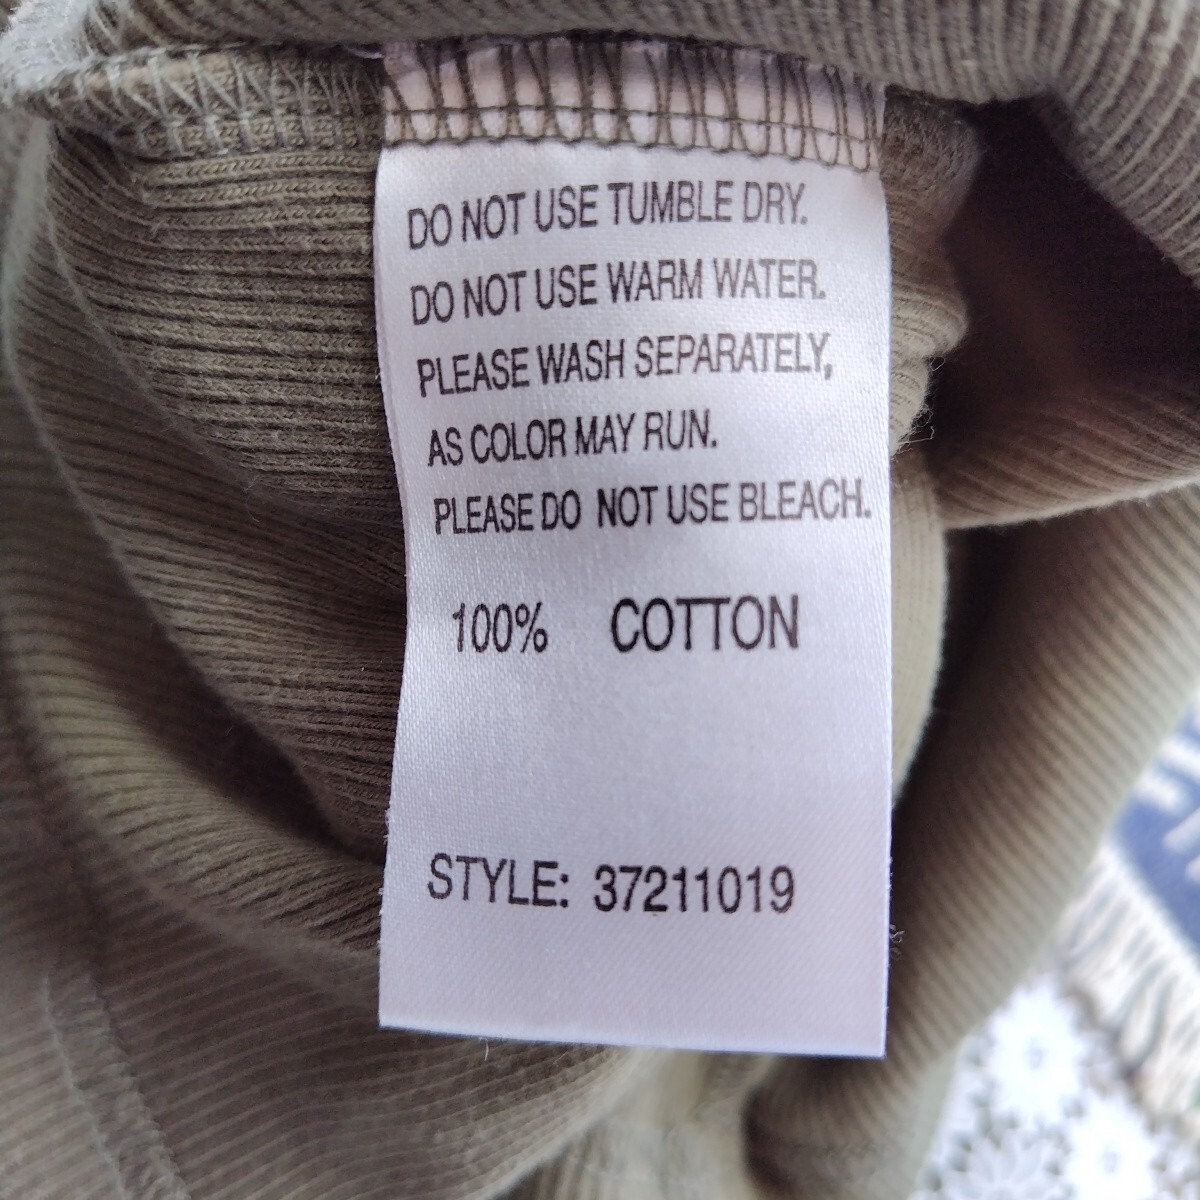 DO NOT USE TUMBLE DRY.
DO NOT USE WARM WATER.
PLEASE WASH SEPARATELY,
AS COLOR MAY RUN.
PLEASE DO NOT USE BLEACH.
100% COTTON
STYLE: 37211019